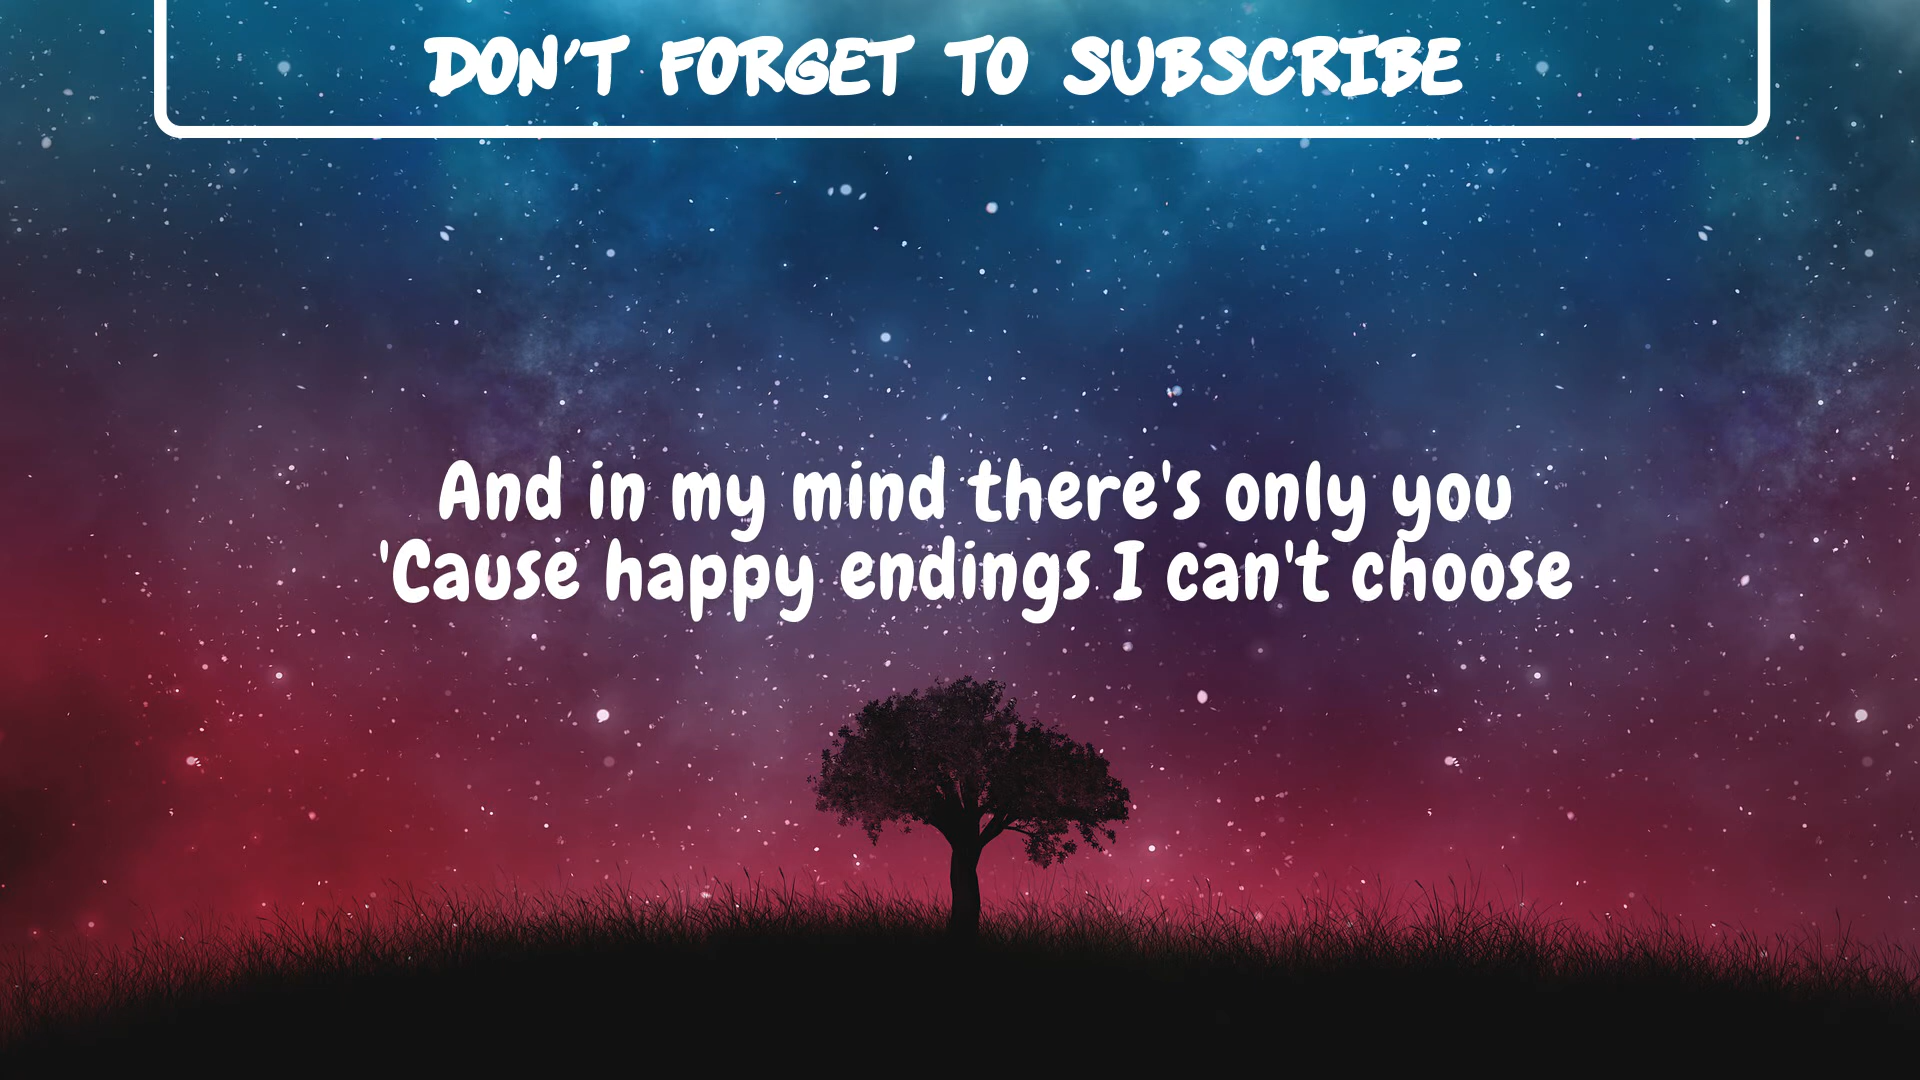 DON'T FORGET TO SUBSCRIBE
And in my mind there's only you
'Cause happy endings I can't choose